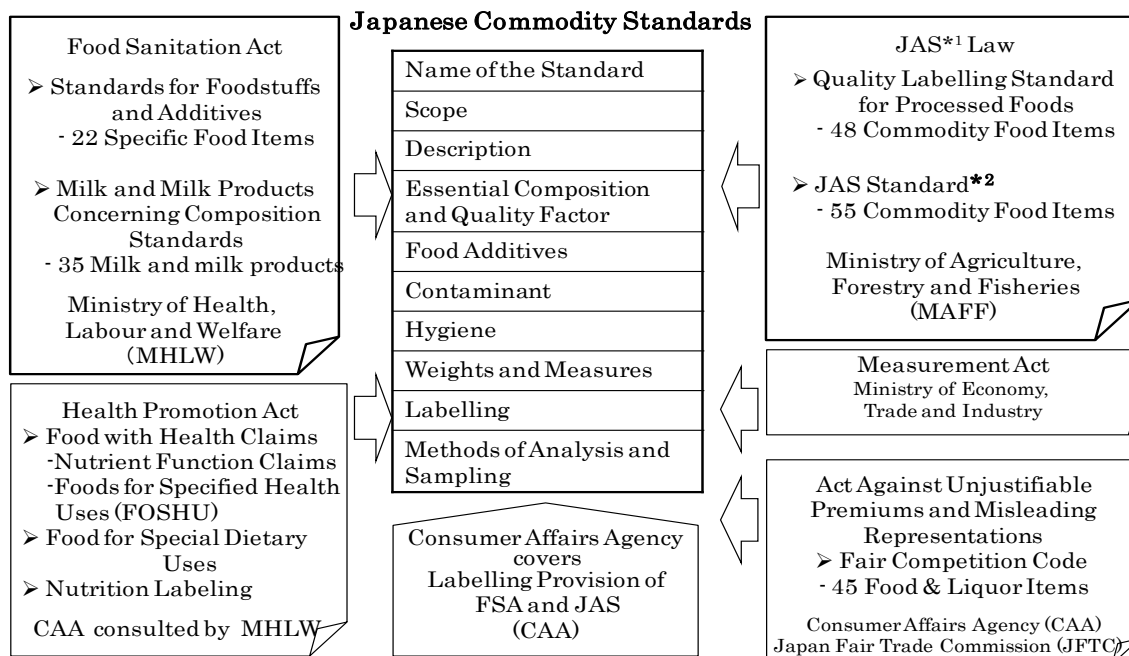 Japanese Commodity Standards
Food Sanitation Act
➢ Standards for Foodstuffs
and Additives
- 22 Specific Food Items
➢ Milk and Milk Products
Concerning Composition
Standards
- 35 Milk and milk products
Ministry of Health,
Labour and Welfare
(MHLW)
Health Promotion Act
➢ Food with Health Claims
-Nutrient Function Claims
-Foods for Specified Health
Uses (FOSHU)
➢ Food for Special Dietary
Uses
➢ Nutrition Labeling
CAA consulted by MHLW
Name of the Standard
Scope
Description
Essential Composition
and Quality Factor
Food Additives
Contaminant
Hygiene
Weights and Measures
Labelling
Methods of Analysis and
Sampling
Consumer Affairs Agency
covers
Labelling Provision of
FSA and JAS
(CAA)
JAS*1 Law
➢ Quality Labelling Standard
for Processed Foods
- 48 Commodity Food Items
➢ JAS Standard*2
- 55 Commodity Food Items
Ministry of Agriculture,
Forestry and Fisheries
(MAFF)
Measurement Act
Ministry of Economy,
Trade and Industry
Act Against Unjustifiable
Premiums and Misleading
Representations
➢ Fair Competition Code
- 45 Food & Liquor Items
Consumer Affairs Agency (CAA)
Japan Fair Trade Commission (JFTC)